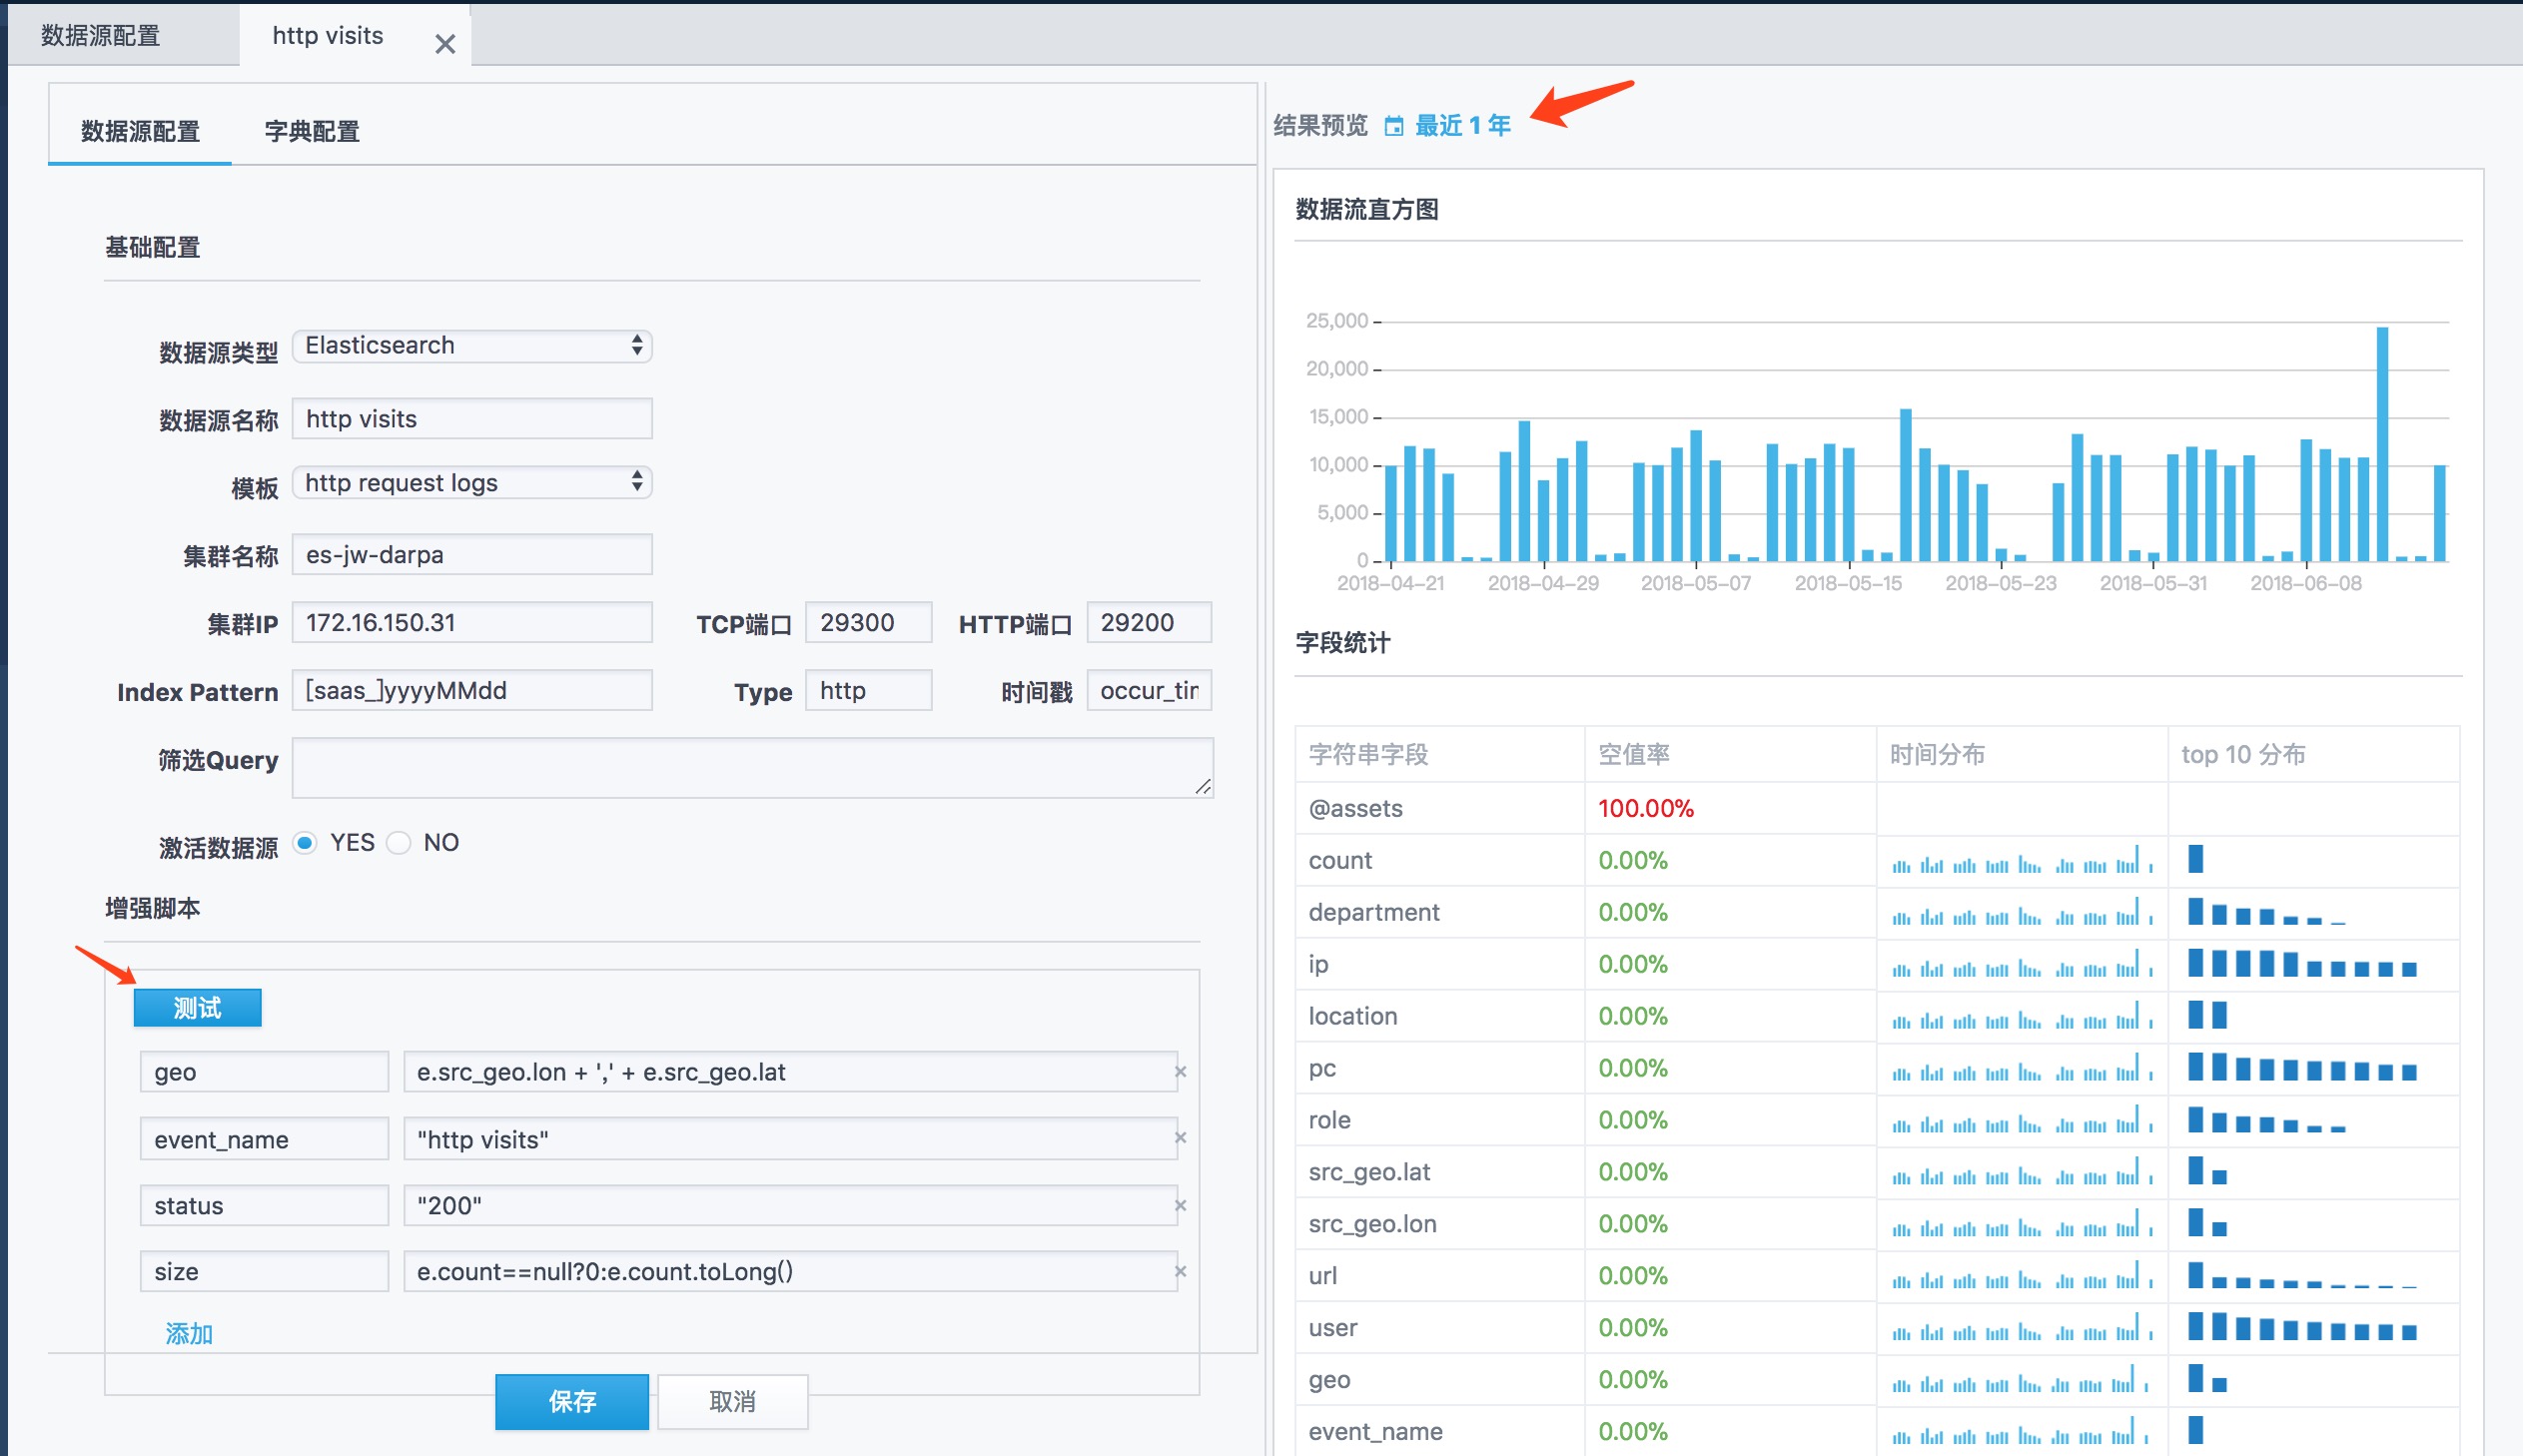 数据源配置
http visits
数据源配置
字典配置
基础配置
数据源类型 Elasticsearch
数据源名称 http visits
模板 http request logs
集群名称 es-jw-darpa
集群IP 172.16.150.31 TCP端口 29300 HTTP端口 29200
Index Pattern [saas_]yyyyMMdd Type http 时间戳 occur_tim
筛选Query
激活数据源 YES NO
增强脚本
测试
geo e.src_geo.lon + ',' + e.src_geo.lat ×
event_name "http visits" ×
status "200" ×
size e.count==null?0:e.count.toLong() ×
添加
保存 取消
结果预览 最近 1 年
数据流直方图
25,000
20,000
15,000
10,000
5,000
0
2018-04-21 2018-04-29 2018-05-07 2018-05-15 2018-05-23 2018-05-31 2018-06-08
字段统计
字符串字段 空值率 时间分布 top 10 分布
@assets 100.00%
count 0.00%
department 0.00%
ip 0.00%
location 0.00%
pc 0.00%
role 0.00%
src_geo.lat 0.00%
src_geo.lon 0.00%
url 0.00%
user 0.00%
geo 0.00%
event_name 0.00%